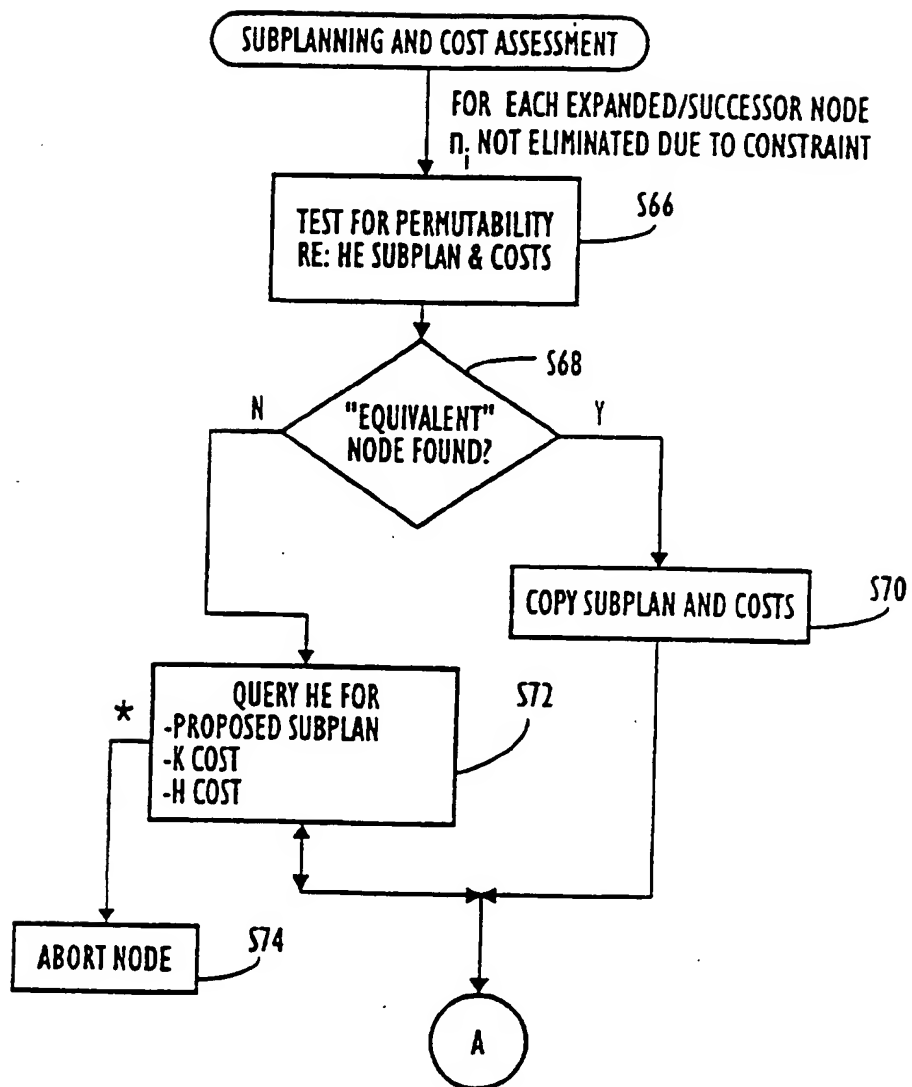 SUBPLANNING AND COST ASSESSMENT
FOR EACH EXPANDED/SUCCESSOR NODE
n_i NOT ELIMINATED DUE TO CONSTRAINT
TEST FOR PERMUTABILITY
RE: HE SUBPLAN & COSTS
S66
S68
N
"EQUIVALENT"
NODE FOUND?
Y
COPY SUBPLAN AND COSTS
S70
*
QUERY HE FOR
-PROPOSED SUBPLAN
-K COST
-H COST
S72
ABORT NODE
S74
A